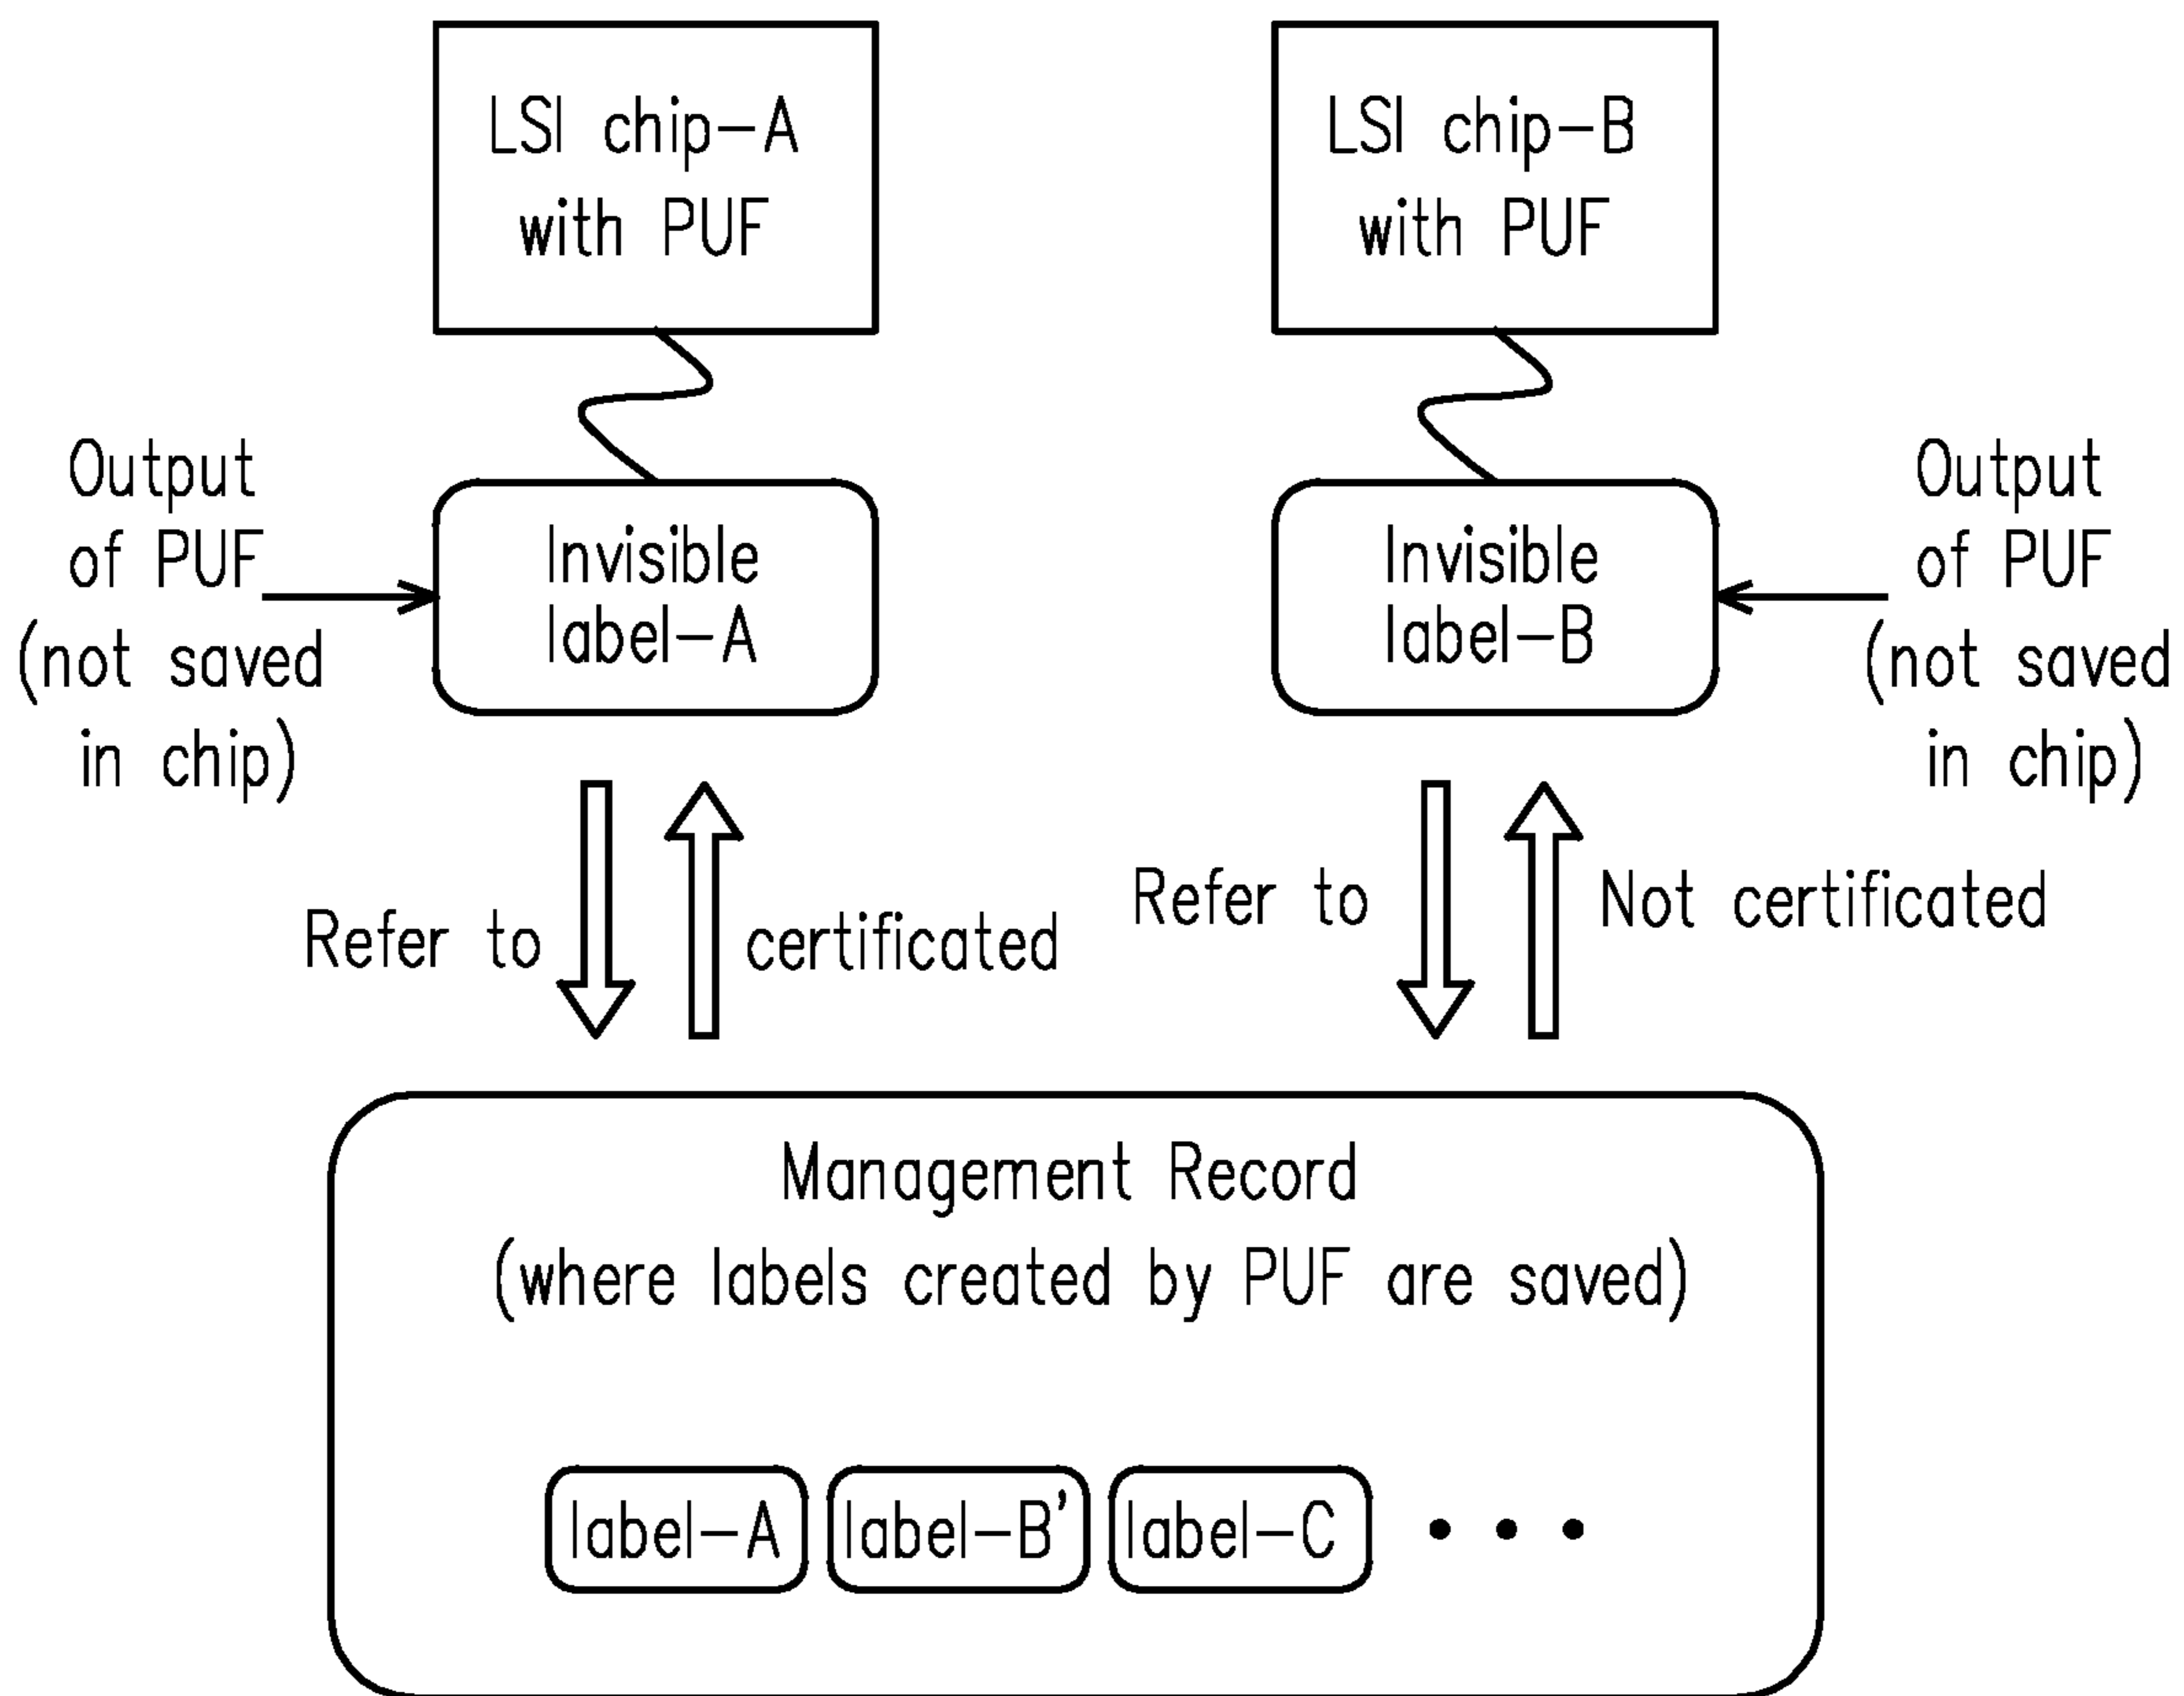 LSI chip-A
with PUF
LSI chip-B
with PUF
Output
of PUF
(not saved
in chip)
Invisible
label-A
Invisible
label-B
Output
of PUF
(not saved
in chip)
Refer to
certificated
Refer to
Not certificated
Management Record
(where labels created by PUF are saved)
label-A
label-B'
label-C
• • •